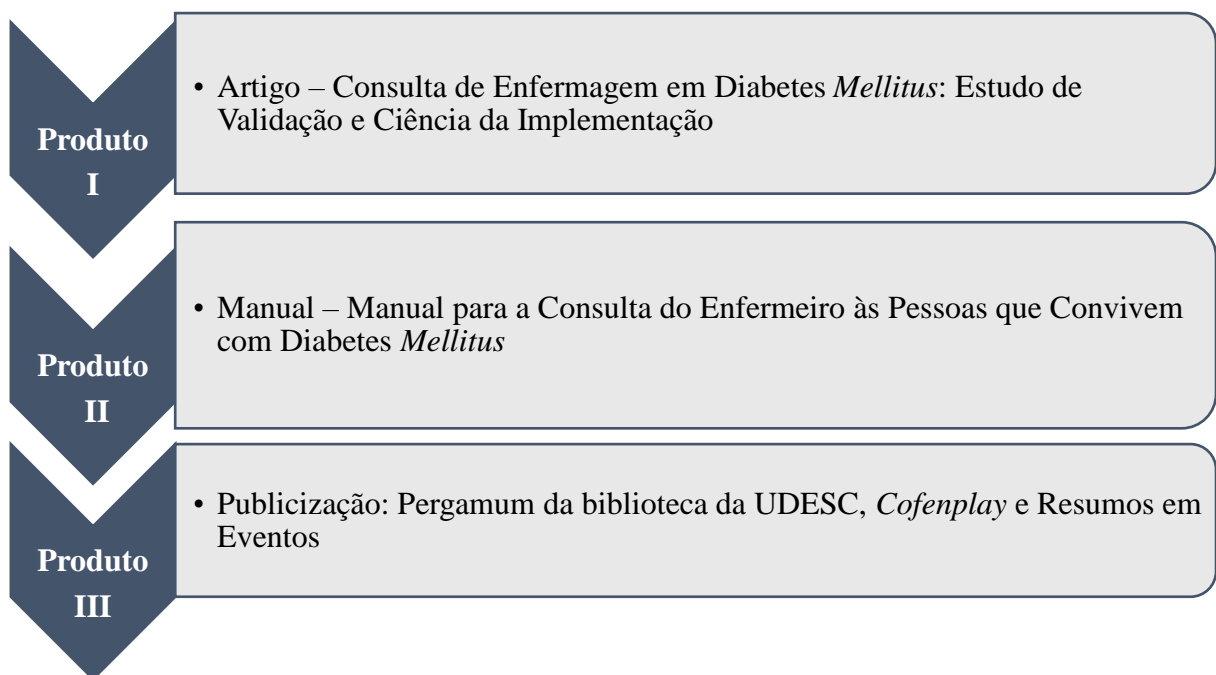 Produto
I
• Artigo – Consulta de Enfermagem em Diabetes Mellitus: Estudo de
Validação e Ciência da Implementação
Produto
II
• Manual – Manual para a Consulta do Enfermeiro às Pessoas que Convivem
com Diabetes Mellitus
Produto
III
• Publicização: Pergamum da biblioteca da UDESC, Cofenplay e Resumos em
Eventos